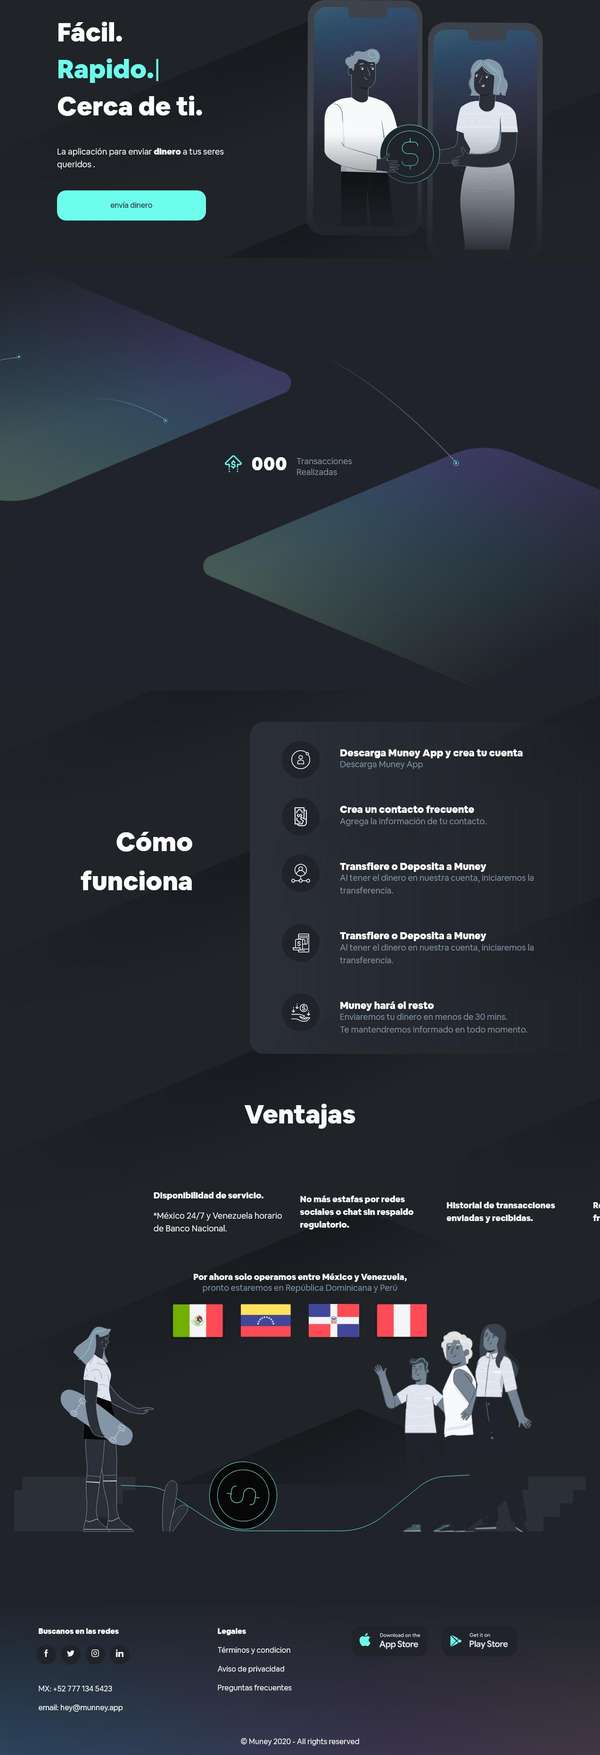 Fácil.
Rapido.
Cerca de ti.
La aplicación para enviar dinero a tus seres
queridos .
envía dinero
000
Transacciones
Realizadas
Cómo
funciona
Descarga Muney App y crea tu cuenta
Descarga Muney App
Crea un contacto frecuente
Agrega la información de tu contacto.
Transfiere o Deposita a Muney
Al tener el dinero en nuestra cuenta, iniciaremos la
transferencia.
Transfiere o Deposita a Muney
Al tener el dinero en nuestra cuenta, iniciaremos la
transferencia.
Muney hará el resto
Enviaremos tu dinero en menos de 30 mins.
Te mantendremos informado en todo momento.
Ventajas
Disponibilidad de servicio.
*México 24/7 y Venezuela horario
de Banco Nacional.
No más estafas por redes
sociales o chat sin respaldo
regulatorio.
Historial de transacciones
enviadas y recibidas.
Por ahora solo operamos entre México y Venezuela,
pronto estaremos en República Dominicana y Perú
Buscanos en las redes
MX: +52 777 134 5423
email: hey@munney.app
Legales
Términos y condicion
Aviso de privacidad
Preguntas frecuentes
Download on the
App Store
Get it on
Play Store
© Muney 2020 - All rights reserved